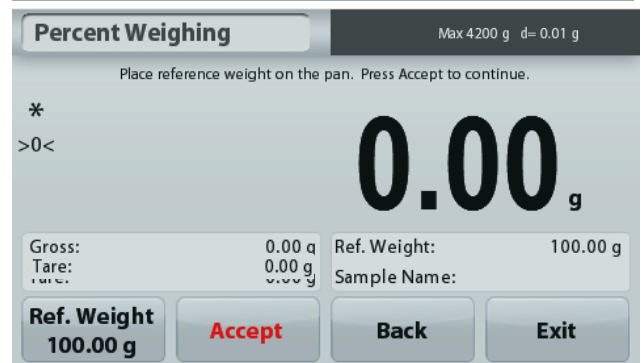 Percent Weighing
Max 4200 g d= 0.01 g
Place reference weight on the pan. Press Accept to continue.
*
>0<
0.00 g
Gross: 0.00 g
Tare: 0.00 g
Ref. Weight: 100.00 g
Sample Name:
Ref. Weight
100.00 g
Accept
Back
Exit